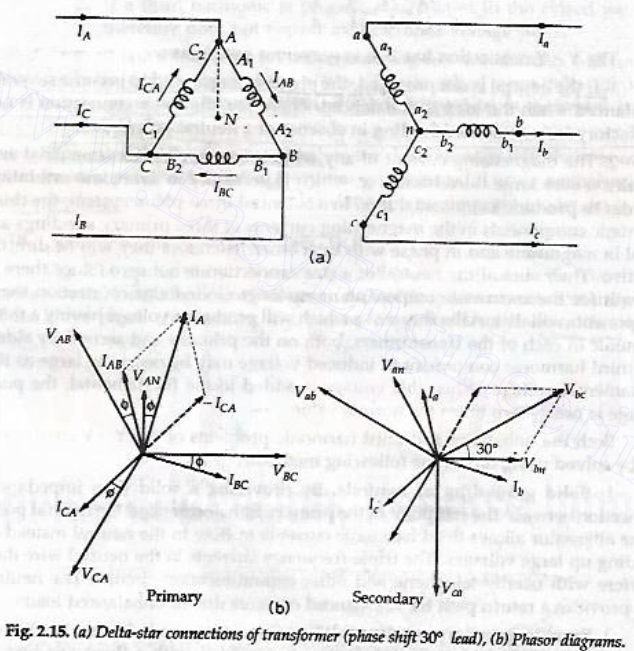 I_A
A
a
I_a
C_2
A_1
a_1
I_CA
I_AB
I_C
N
a_2
C_1
A_2
n
b
C
B_2
B_1
B
c_2
b_2
b_1
I_b
I_BC
c
c_1
I_B
(a)
V_AB
I_A
I_AB
V_AN
-I_CA
V_an
V_ab
I_a
V_bc
ϕ
ϕ
30°
V_bn
ϕ
V_BC
I_BC
I_b
I_CA
ϕ
I_c
V_CA
V_ca
Primary
(b)
Secondary
Fig. 2.15. (a) Delta-star connections of transformer (phase shift 30° lead), (b) Phasor diagrams.